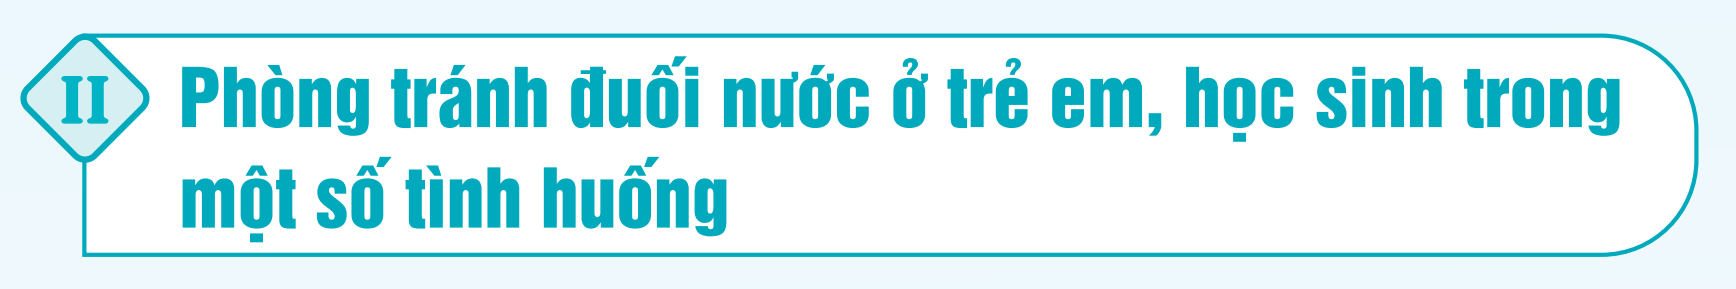 II
Phòng tránh đuối nước ở trẻ em, học sinh trong
một số tình huống